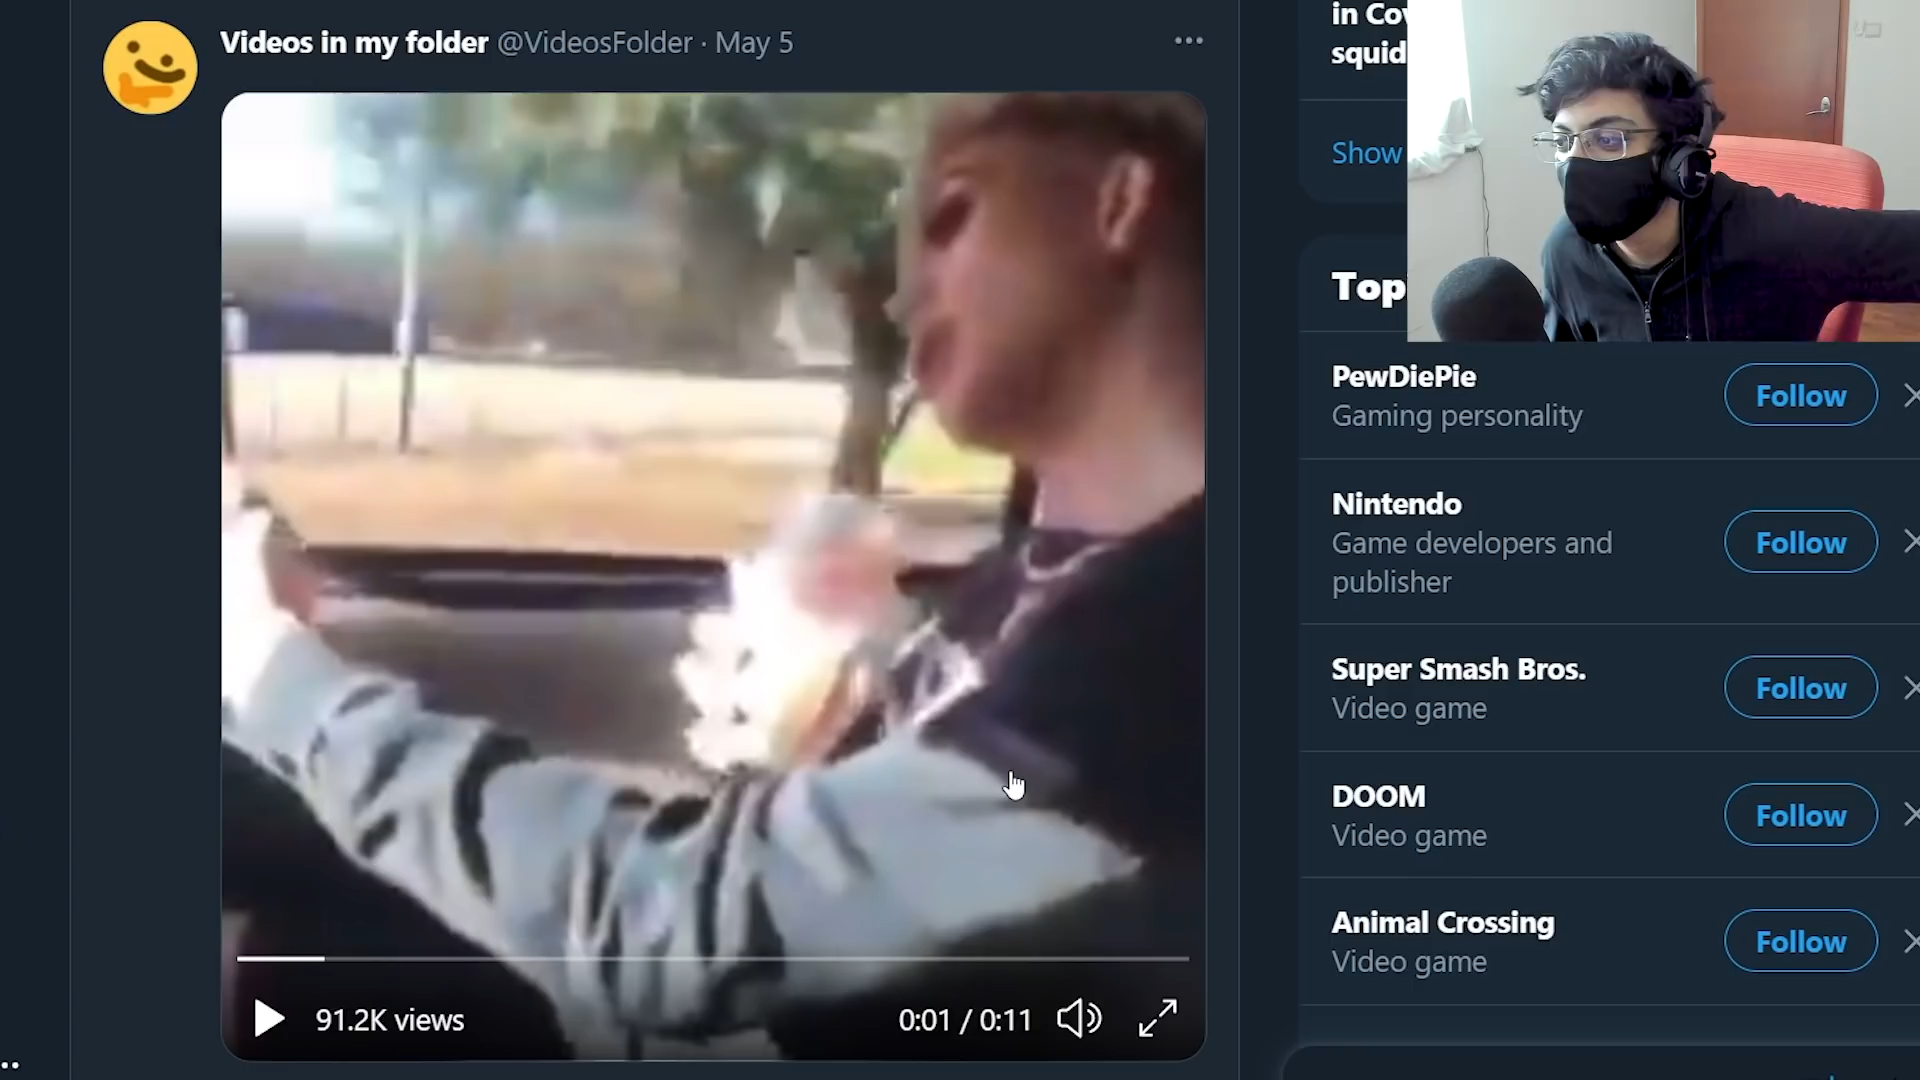 Videos in my folder @VideosFolder · May 5
91.2K views
0:01 / 0:11
in Cov
squid
Show
Top
PewDiePie
Gaming personality
Follow
Nintendo
Game developers and
publisher
Follow
Super Smash Bros.
Video game
Follow
DOOM
Video game
Follow
Animal Crossing
Video game
Follow